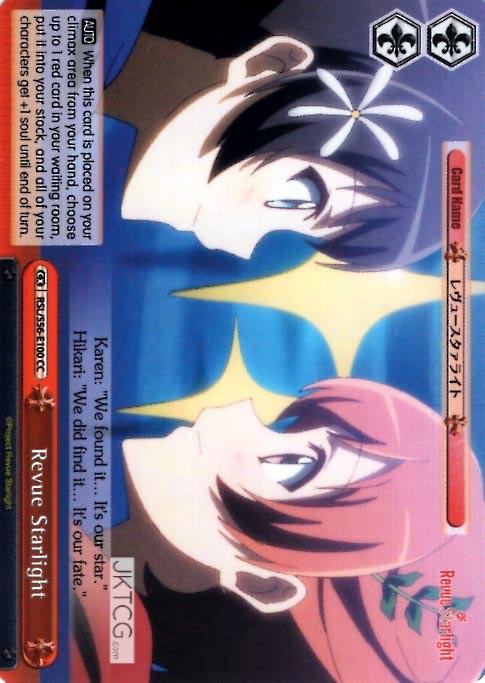 Card Name
レヴュースタァライト
Revue Starlight
AUTO When this card is placed on your
climax area from your hand, choose
up to 1 red card in your waiting room,
put it into your stock, and all of your
characters get +1 soul until end of turn.
Karen: "We found it... It's our star."
Hikari: "We did find it... It's our fate."
JKTCG.com
CX RSL/S56-E100 CC
Revue Starlight
©Project Revue Starlight